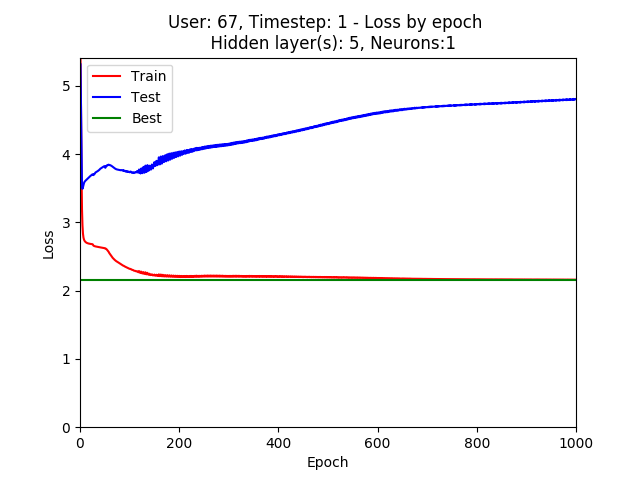 User: 67, Timestep: 1 - Loss by epoch
Hidden layer(s): 5, Neurons:1
Train
Test
Best
5
4
3
2
1
0
Loss
0 200 400 600 800 1000
Epoch